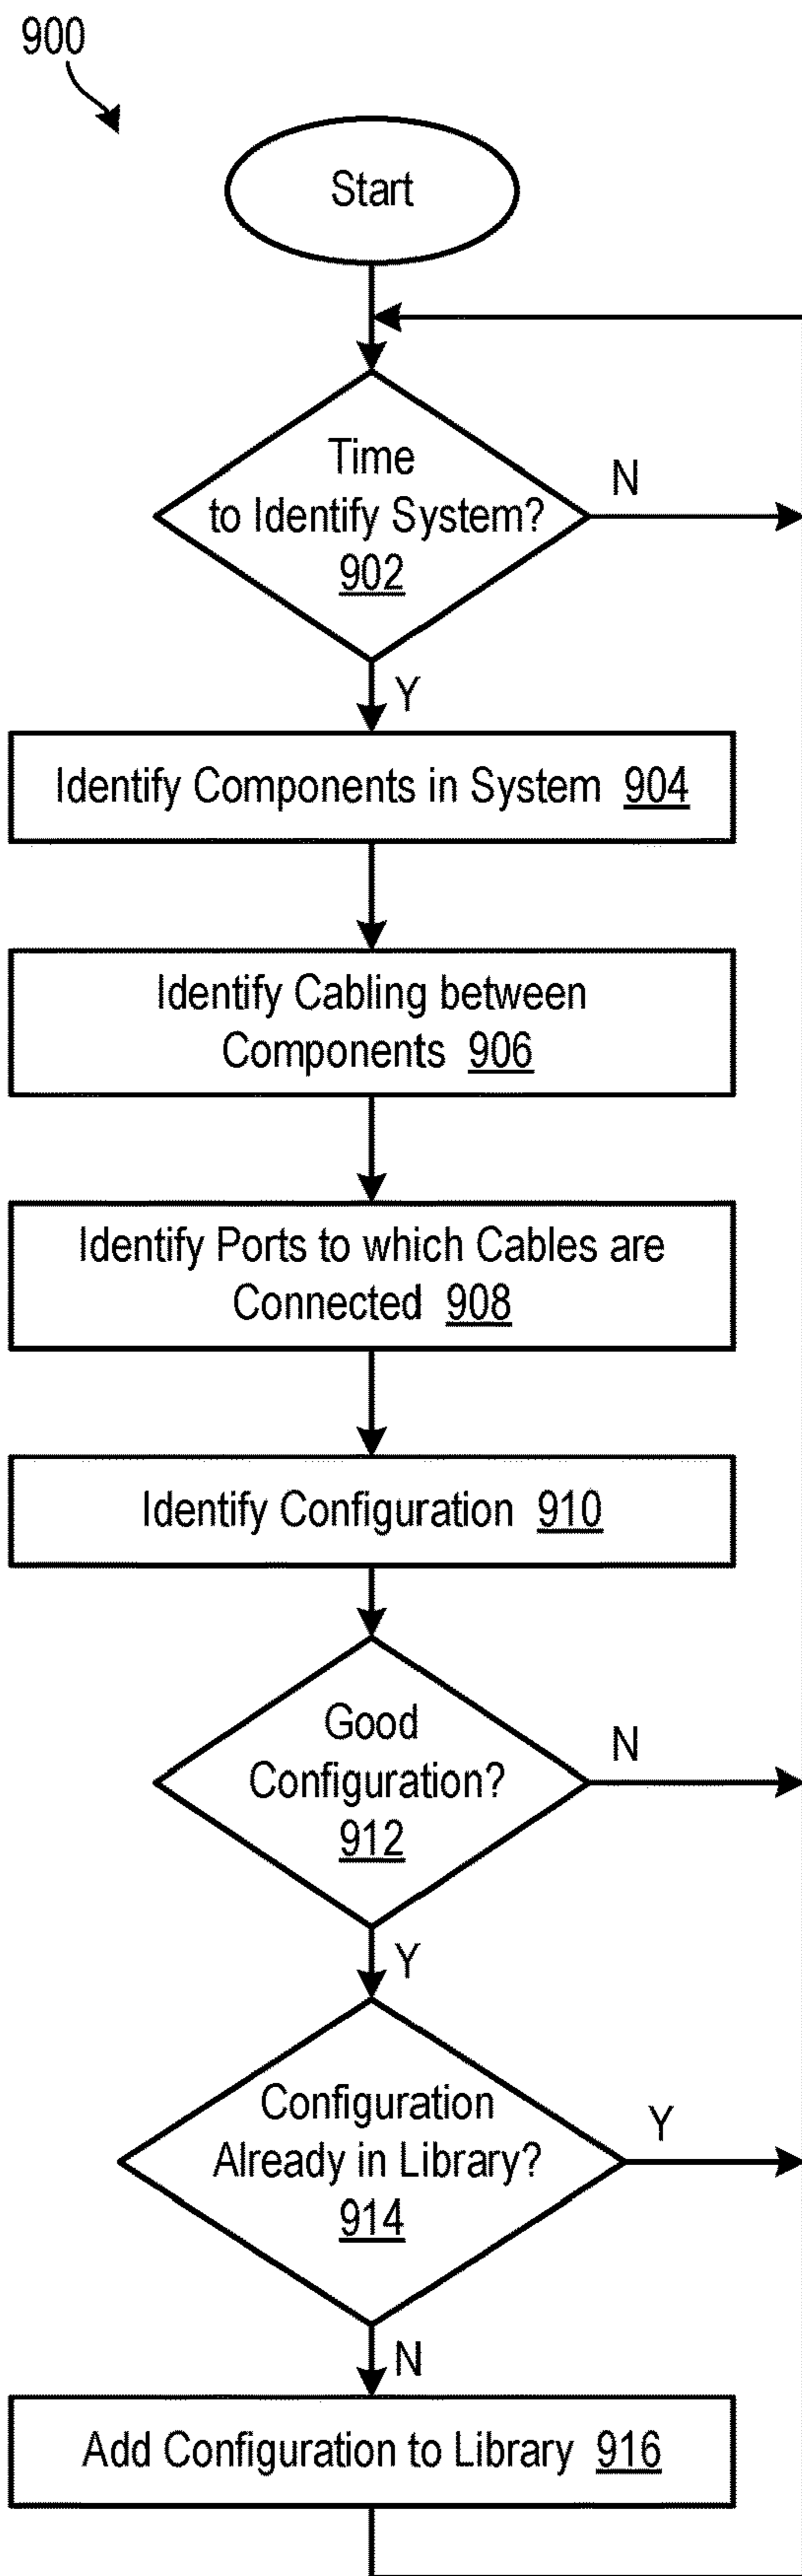 900
Start
Time
to Identify System?
902
N
Y
Identify Components in System 904
Identify Cabling between
Components 906
Identify Ports to which Cables are
Connected 908
Identify Configuration 910
Good
Configuration?
912
N
Y
Configuration
Already in Library?
914
Y
N
Add Configuration to Library 916